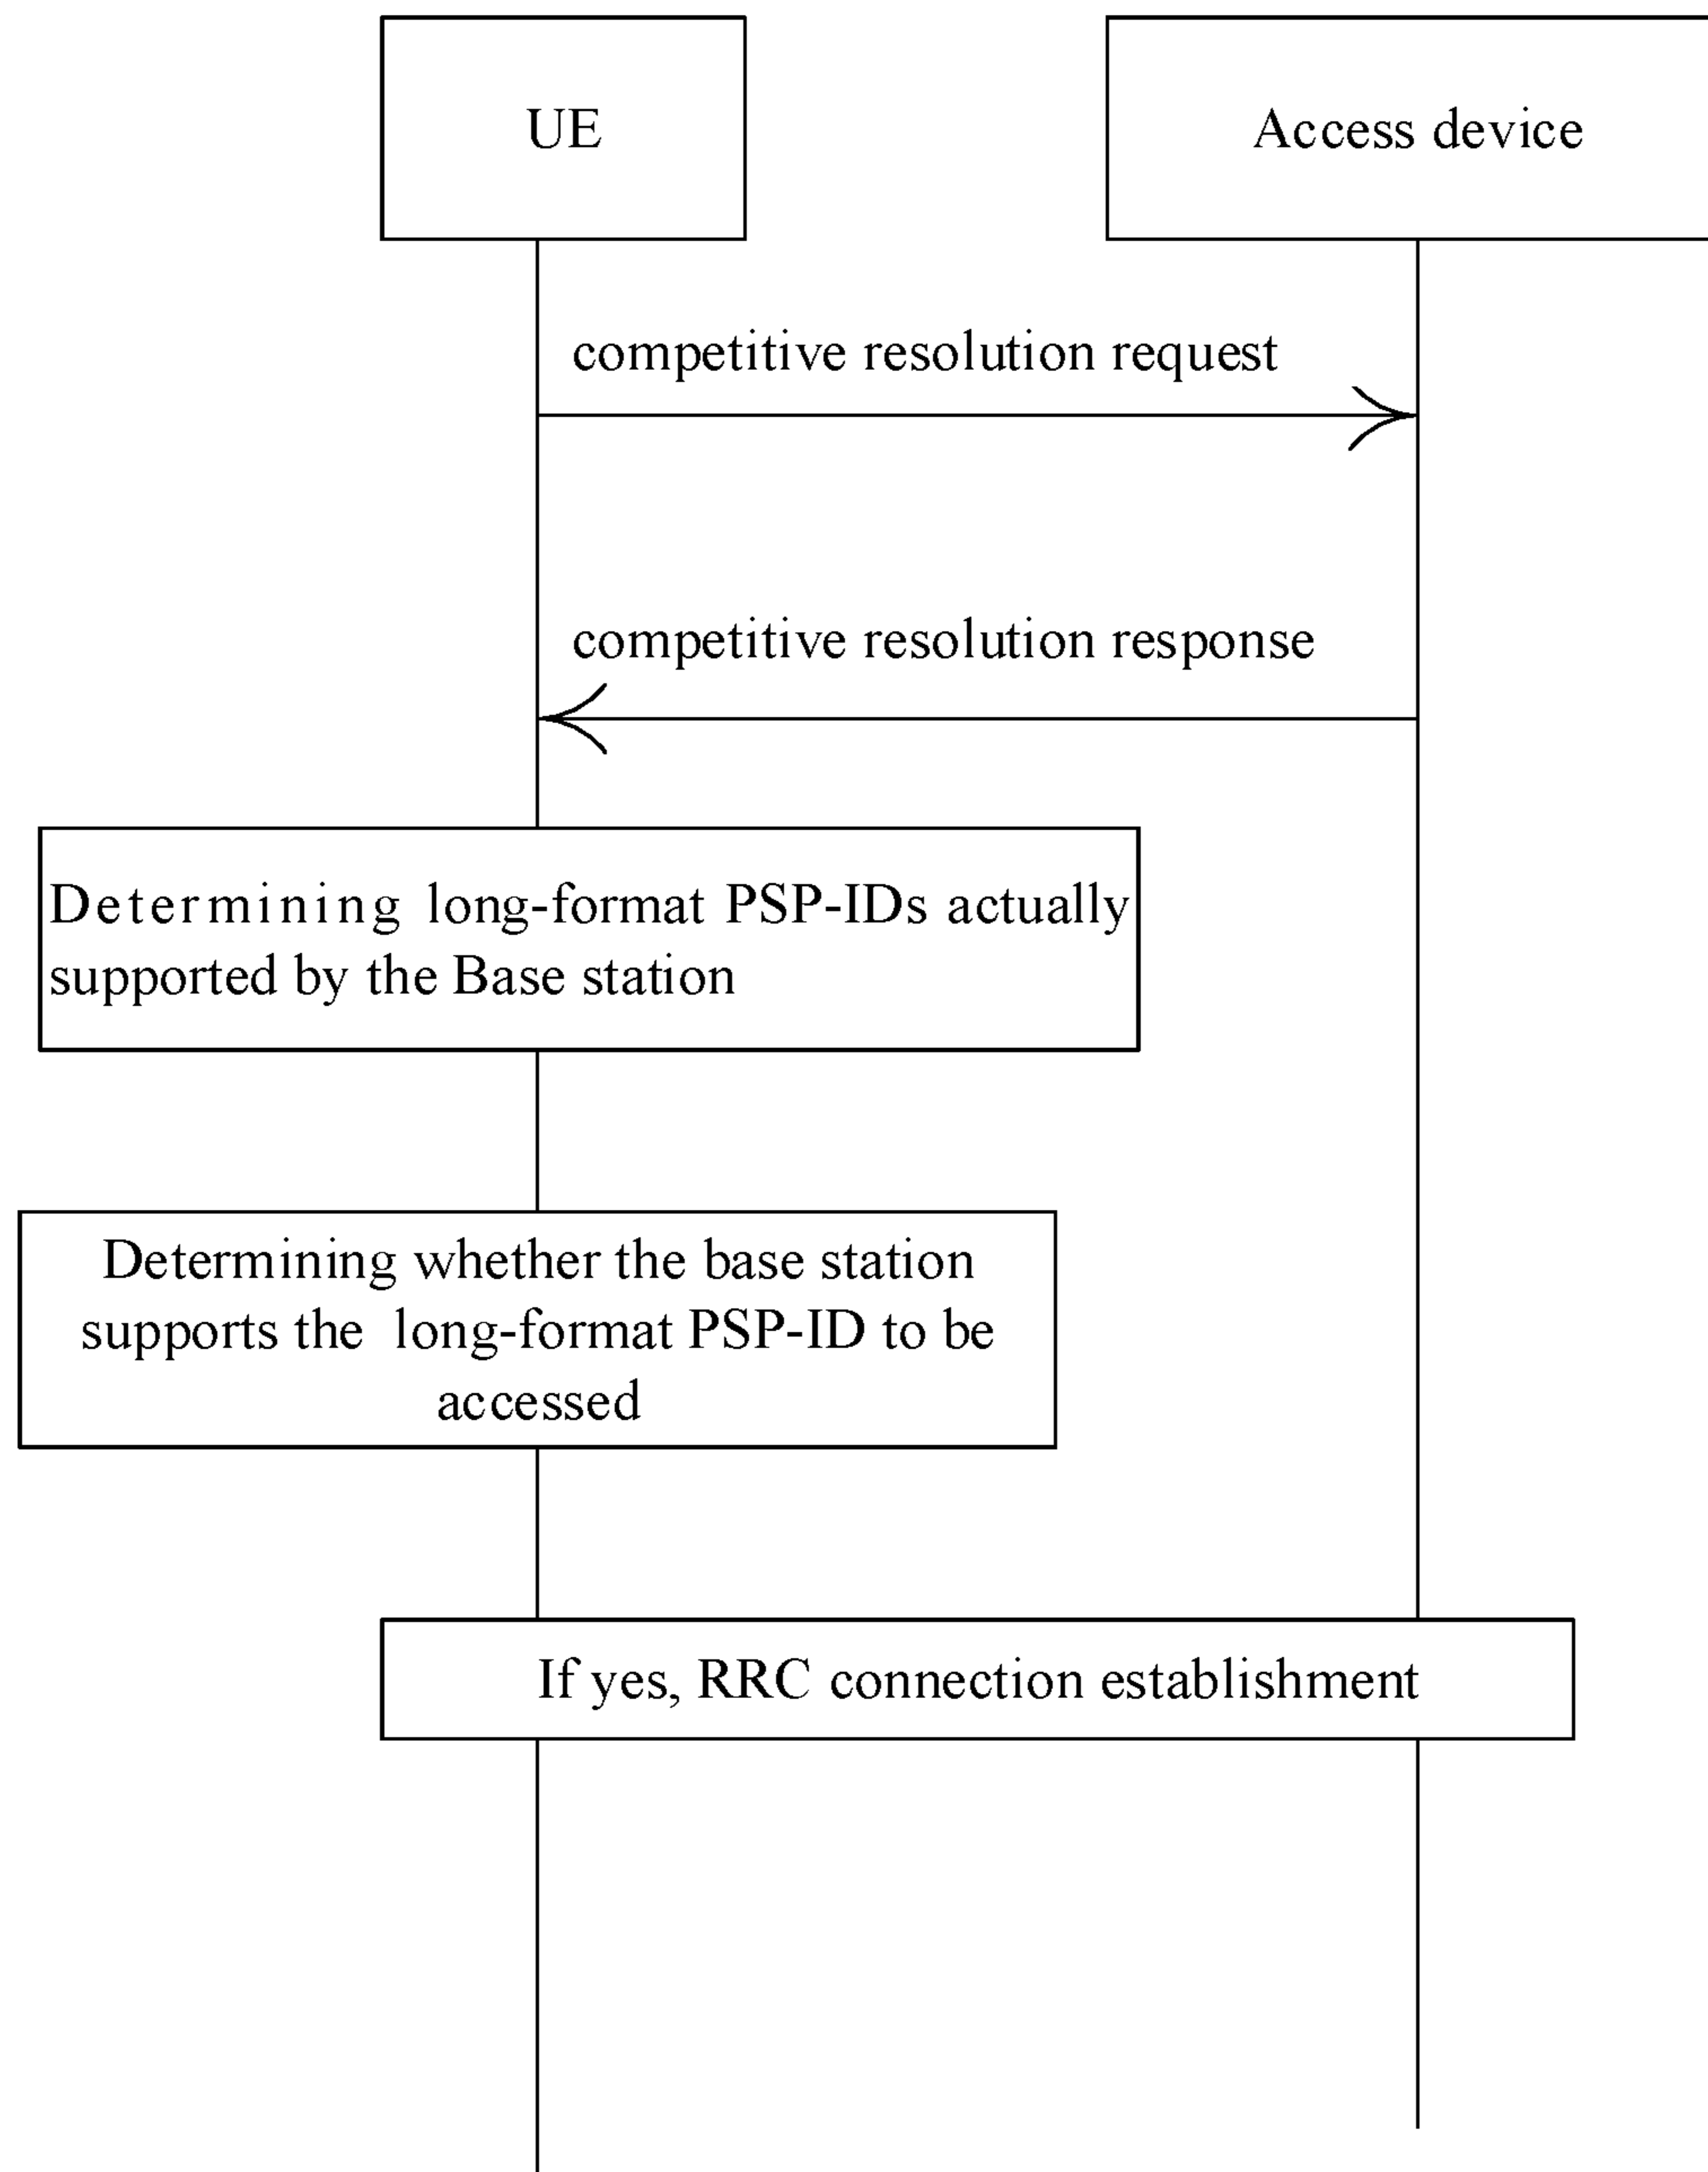 UE
Access device
competitive resolution request
competitive resolution response
Determining long-format PSP-IDs actually
supported by the Base station
Determining whether the base station
supports the long-format PSP-ID to be
accessed
If yes, RRC connection establishment